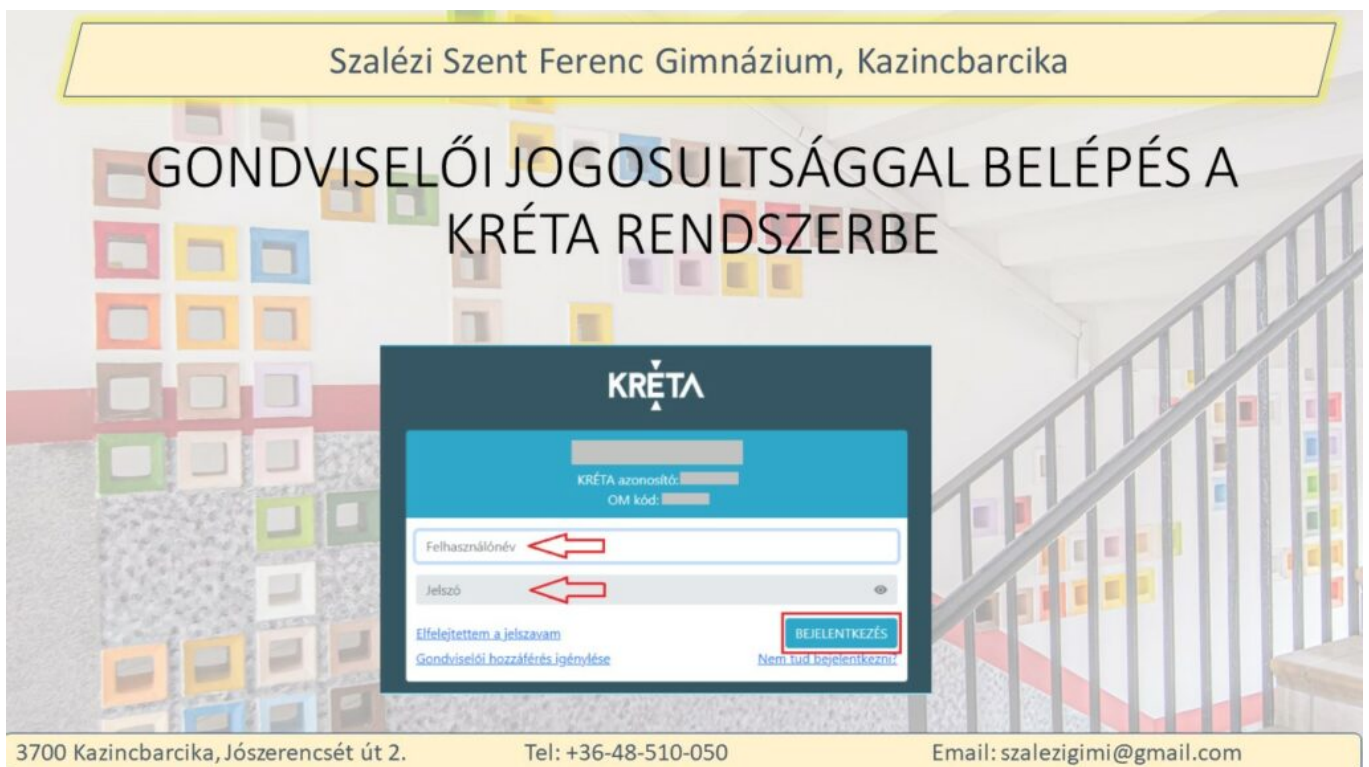 Szalézi Szent Ferenc Gimnázium, Kazincbarcika
GONDVISELŐI JOGOSULTSÁGGAL BELÉPÉS A
KRÉTA RENDSZERBE
KRÉTA
KRÉTA azonosító:
OM kód:
Felhasználónév
Jelszó
Elfelejtettem a jelszavam
BEJELENTKEZÉS
Gondviselői hozzáférés igénylése
Nem tud bejelentkezni?
3700 Kazincbarcika, Jószerencsét út 2.
Tel: +36-48-510-050
Email: szalezigimi@gmail.com